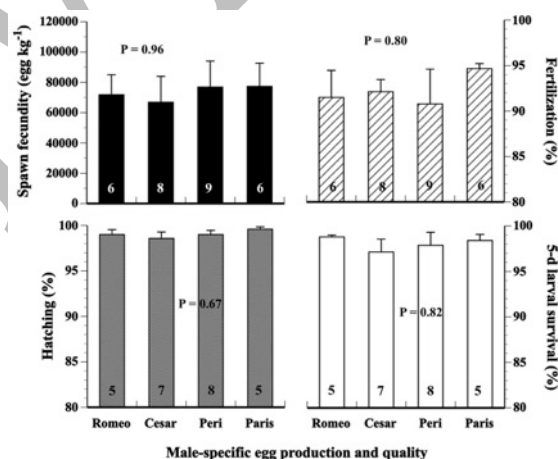 Spawn fecundity (egg kg⁻¹)
120000
100000
80000
60000
40000
20000
0
P = 0.96
6 8 9 6
P = 0.80
6 8 9 6
100
95
90
85
80
Fertilization (%)
Hatching (%)
100
95
90
85
80
P = 0.67
5 7 8 5
Romeo Cesar Peri Paris
P = 0.82
5 7 8 5
Romeo Cesar Peri Paris
100
95
90
85
80
5-d larval survival (%)
Male-specific egg production and quality